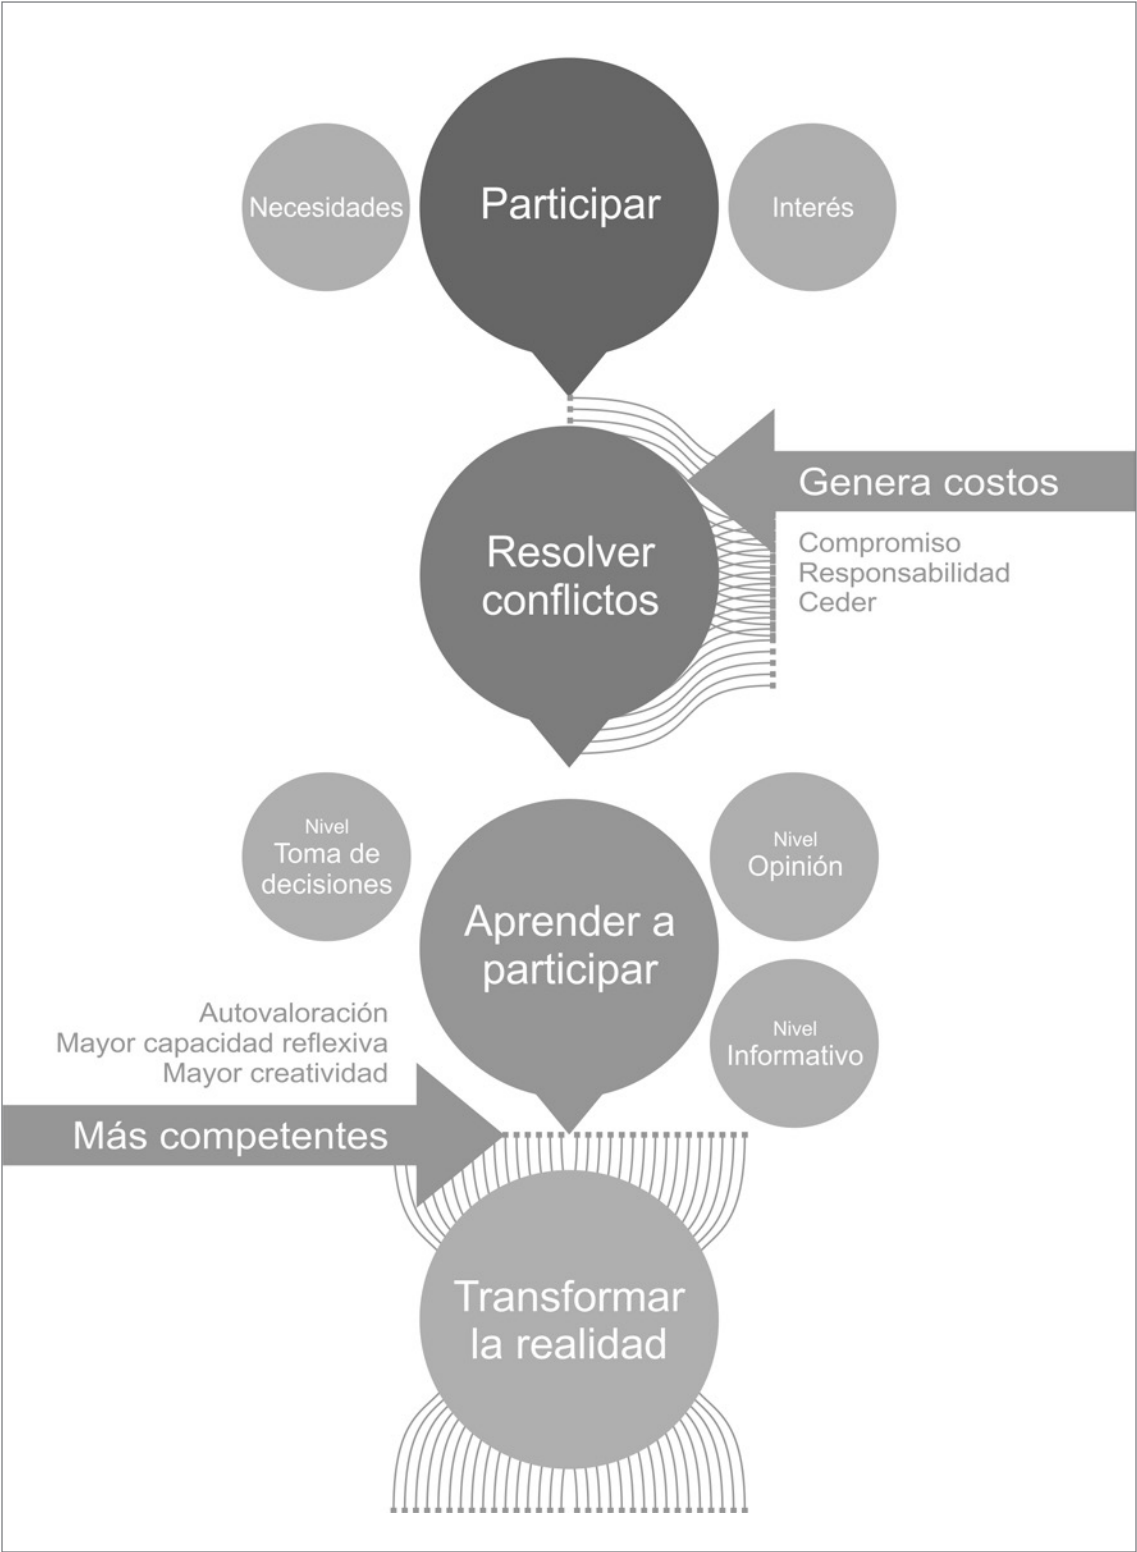 Necesidades
Participar
Interés
Genera costos
Compromiso
Responsabilidad
Ceder
Resolver
conflictos
Nivel
Toma de
decisiones
Nivel
Opinión
Aprender a
participar
Nivel
Informativo
Autovaloración
Mayor capacidad reflexiva
Mayor creatividad
Más competentes
Transformar
la realidad